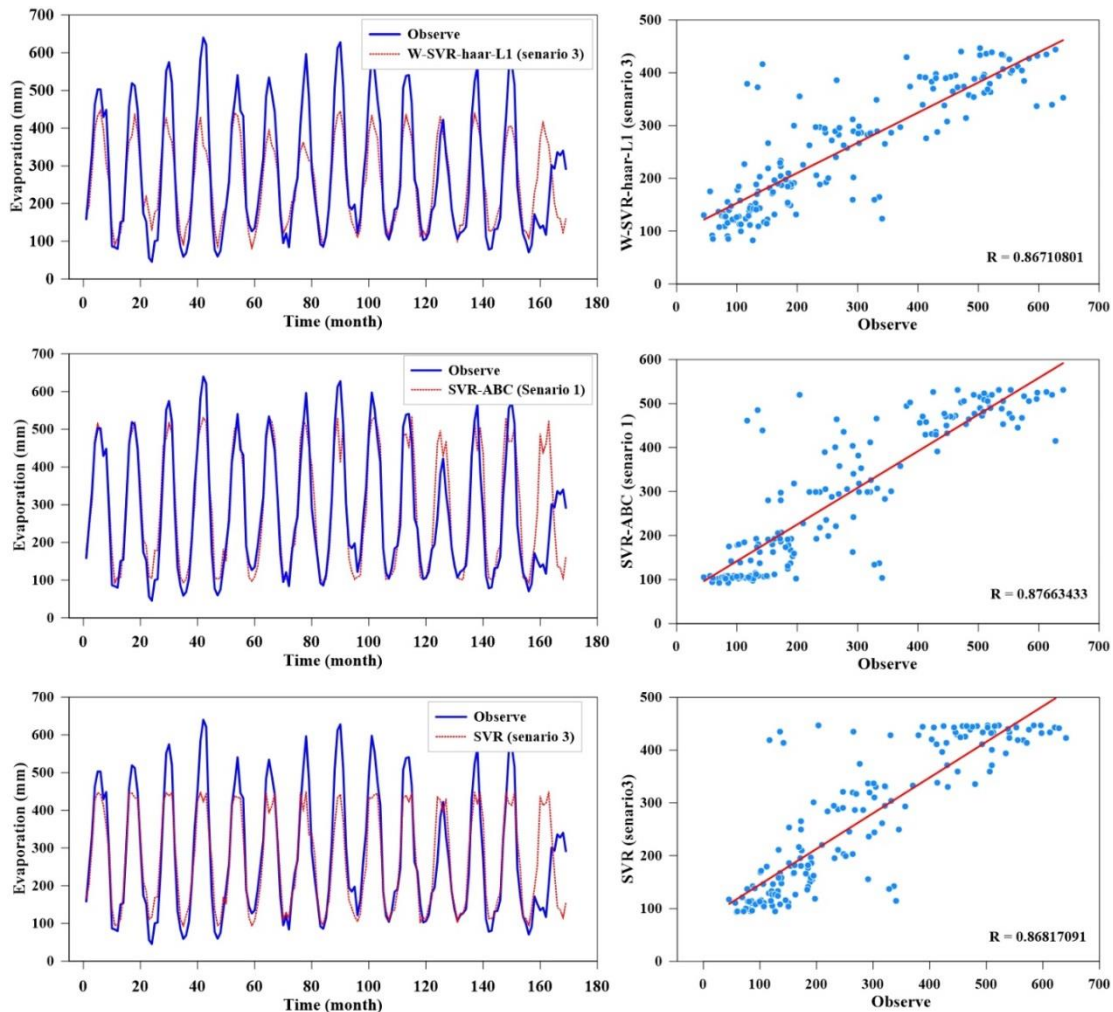 700
600
500
400
300
200
100
0
Evaporation (mm)
Observe
W-SVR-haar-L1 (senario 3)
0 20 40 60 80 100 120 140 160 180
Time (month)
500
400
300
200
100
0
W-SVR-haar-L1 (senario 3)
R = 0.86710801
0 100 200 300 400 500 600 700
Observe
700
600
500
400
300
200
100
0
Evaporation (mm)
Observe
SVR-ABC (Senario 1)
0 20 40 60 80 100 120 140 160 180
Time (month)
600
500
400
300
200
100
0
SVR-ABC (senario 1)
R = 0.87663433
0 100 200 300 400 500 600 700
Observe
700
600
500
400
300
200
100
0
Evaporation (mm)
Observe
SVR (senario 3)
0 20 40 60 80 100 120 140 160 180
Time (month)
500
400
300
200
100
0
SVR (senario3)
R = 0.86817091
0 100 200 300 400 500 600 700
Observe